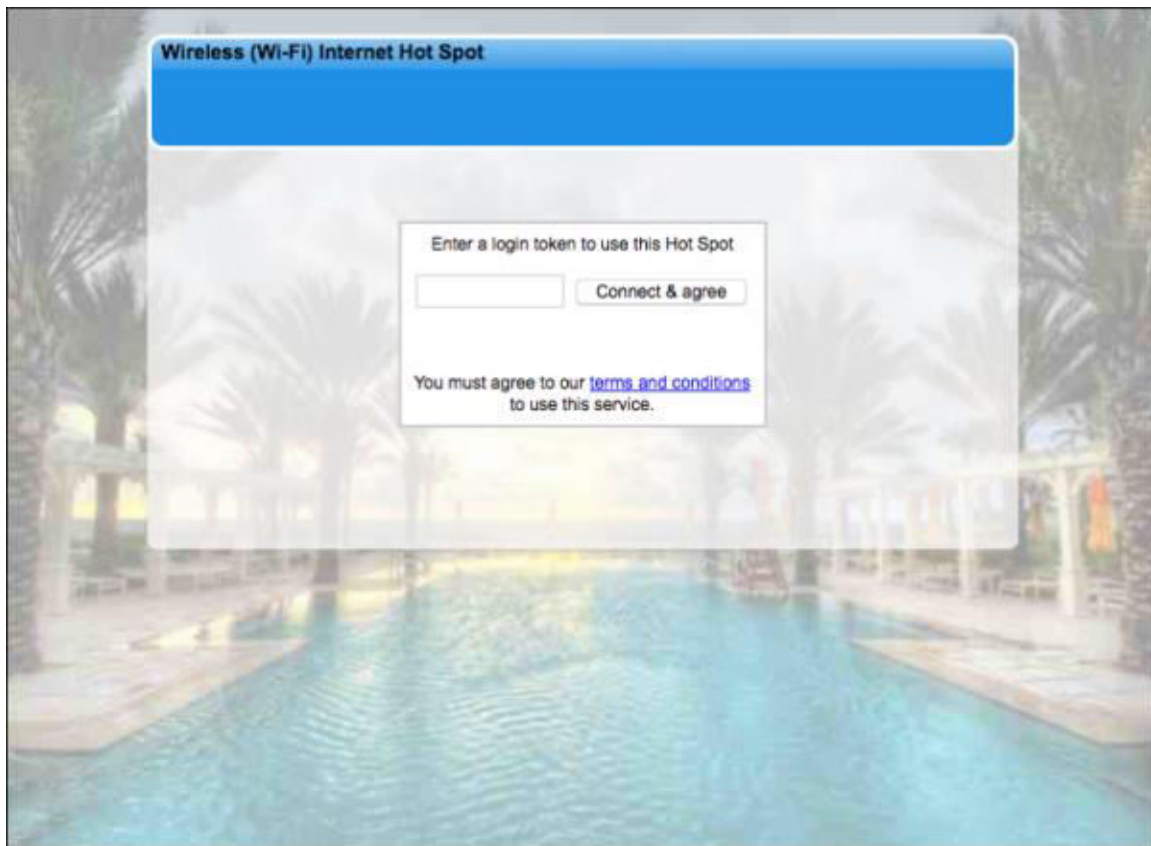 Wireless (Wi-Fi) Internet Hot Spot
Enter a login token to use this Hot Spot
Connect & agree
You must agree to our terms and conditions
to use this service.